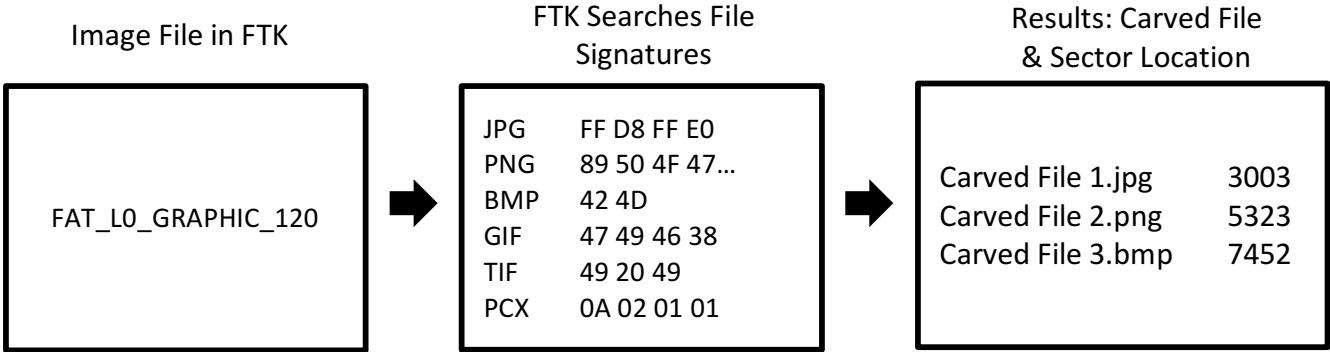 Image File in FTK
FTK Searches File
Signatures
Results: Carved File
& Sector Location
FAT_L0_GRAPHIC_120
JPG FF D8 FF E0
PNG 89 50 4F 47...
BMP 42 4D
GIF 47 49 46 38
TIF 49 20 49
PCX 0A 02 01 01
Carved File 1.jpg 3003
Carved File 2.png 5323
Carved File 3.bmp 7452